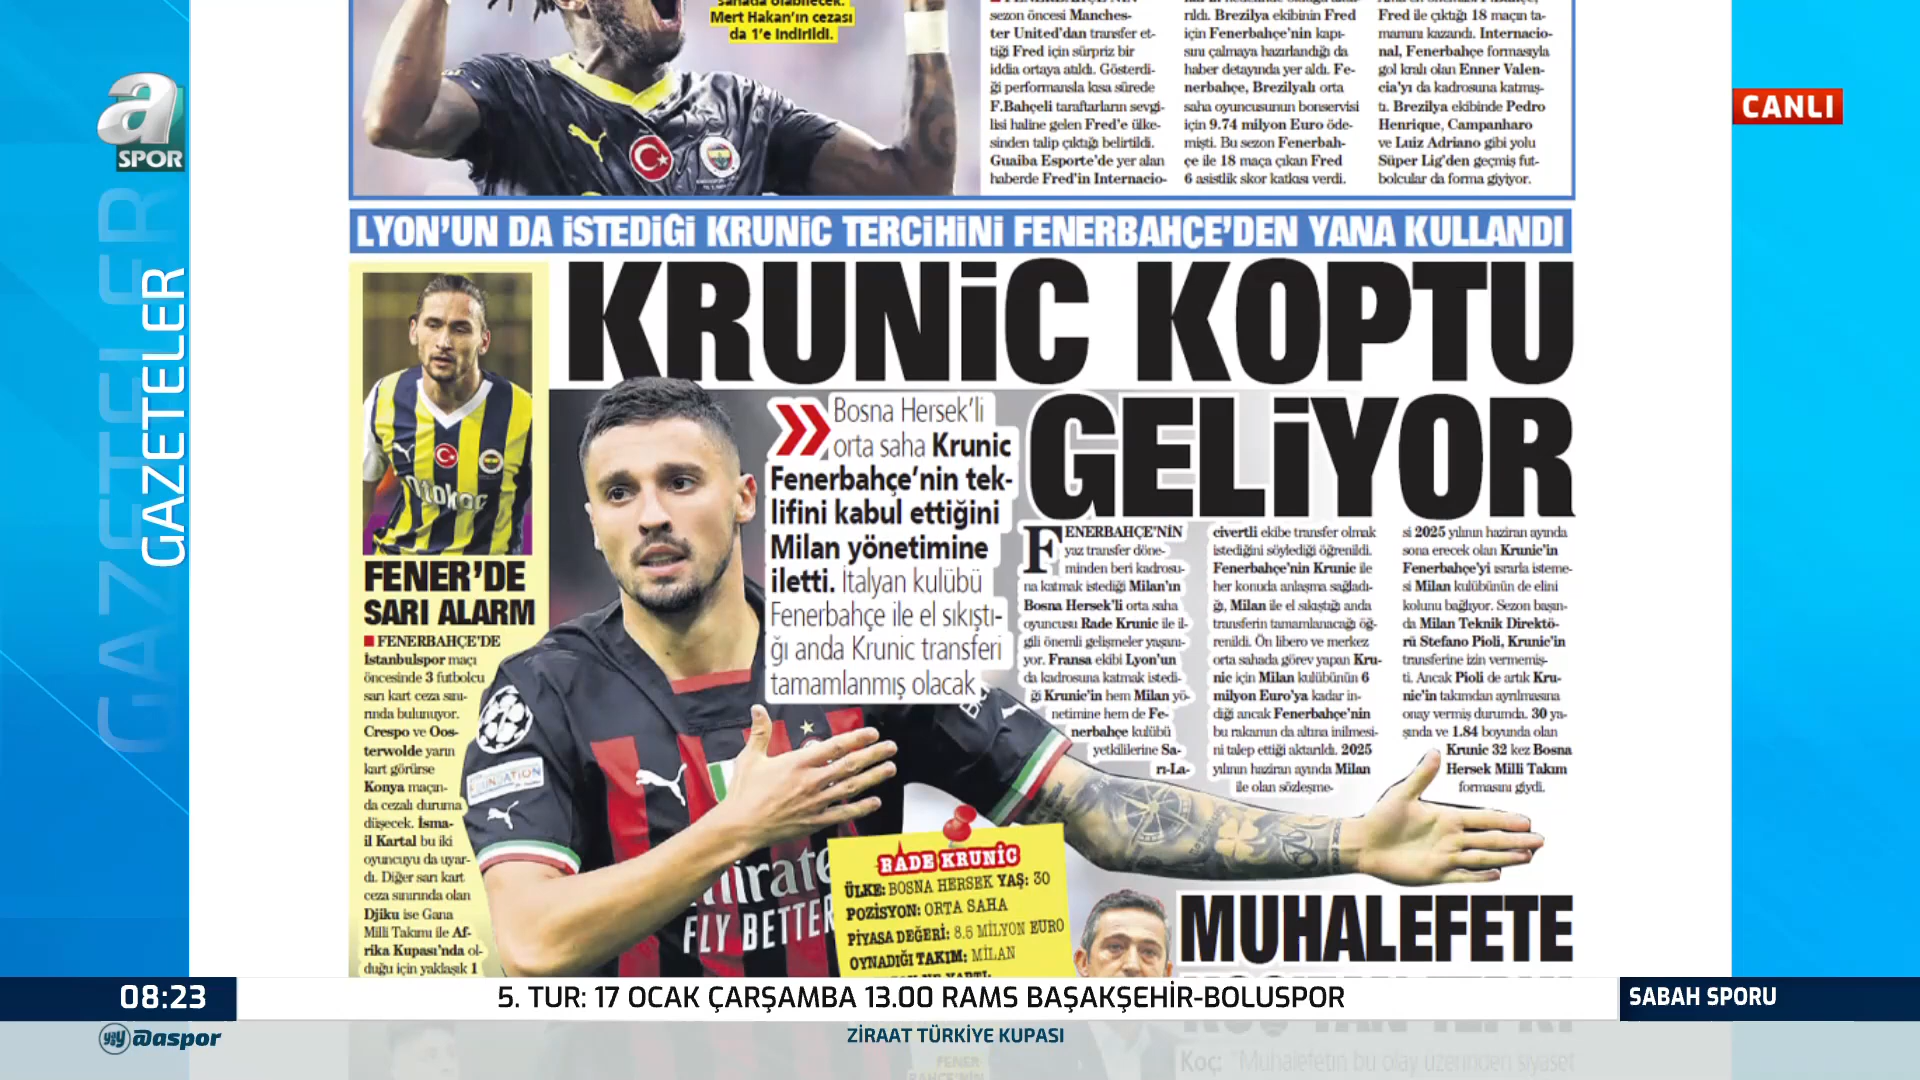 sahada olabilecek.
Mert Hakan'ın cezası
da 1'e indirildi.
sezon öncesi Manches-
ter United'dan transfer et-
tiği Fred için sürpriz bir
iddia ortaya atıldı. Gösterdi-
ği performansla kısa sürede
F.Bahçeli taraftarların sevgi-
lisi haline gelen Fred'e ülke-
sinden talip çıktığı belirtildi.
Guaiba Esporte'de yer alan
haberde Fred'in Internacio-
rıldı. Brezilya ekibinin Fred
için Fenerbahçe'nin kapı-
sını çalmaya hazırlandığı da
haber detayında yer aldı. Fe-
nerbahçe, Brezilyalı orta
saha oyuncusunun bonservisi
için 9.74 milyon Euro öde-
mişti. Bu sezon Fenerbah-
çe ile 18 maça çıkan Fred
6 asistlik skor katkısı verdi.
Fred ile çıktığı 18 maçın ta-
mamını kazandı. Internacio-
nal, Fenerbahçe formasıyla
gol kralı olan Enner Valen-
cia'yı da kadrosuna katmış-
tı. Brezilya ekibinde Pedro
Henrique, Campanharo
ve Luiz Adriano gibi yolu
Süper Lig'den geçmiş fut-
bolcular da forma giyiyor.
a
SPOR
CANLI
GAZETELER
GAZETELER
LYON'UN DA iSTEDiĞi KRUNiC TERCiHiNi FENERBAHÇE'DEN YANA KULLANDI
KRUNiC KOPTU
GELiYOR
Otokoç
FENER'DE
SARI ALARM
FENERBAHÇE'DE
İstanbulspor maçı
öncesinde 3 futbolcu
sarı kart ceza sını-
rında bulunuyor.
Crespo ve Oos-
terwolde yarın
kart görürse
Konya maçın-
da cezalı duruma
düşecek. İsma-
il Kartal bu iki
oyuncuyu da uyar-
dı. Diğer sarı kart
ceza sınırında olan
Djiku ise Gana
Milli Takımı ile Af-
rika Kupası'nda ol-
duğu için yaklaşık 1
Bosna Hersek'li
orta saha Krunic
Fenerbahçe'nin tek-
lifini kabul ettiğini
Milan yönetimine
iletti. İtalyan kulübü
Fenerbahçe ile el sıkıştı-
ğı anda Krunic transferi
tamamlanmış olacak
FENERBAHÇE'NİN
yaz transfer döne-
minden beri kadrosu-
na katmak istediği Milan'ın
Bosna Hersek'li orta saha
oyuncusu Rade Krunic ile il-
gili önemli gelişmeler yaşanı-
yor. Fransa ekibi Lyon'un
da kadrosuna katmak istedi-
ği Krunic'in hem Milan yö-
netimine hem de Fe-
nerbahçe kulübü
yetkililerine Sa-
rı-La-
civertli ekibe transfer olmak
istediğini söylediği öğrenildi.
Fenerbahçe'nin Krunic ile
her konuda anlaşma sağladı-
ğı, Milan ile el sıkıştığı anda
transferin tamamlanacağı öğ-
renildi. Ön libero ve merkez
orta sahada görev yapan Kru-
nic için Milan kulübünün 6
milyon Euro'ya kadar in-
diği ancak Fenerbahçe'nin
bu rakamın da altına inilmesi-
ni talep ettiği aktarıldı. 2025
yılının haziran ayında Milan
ile olan sözleşme-
si 2025 yılının haziran ayında
sona erecek olan Krunic'in
Fenerbahçe'yi ısrarla isteme-
si Milan kulübünün de elini
kolunu bağlıyor. Sezon başın-
da Milan Teknik Direktö-
rü Stefano Pioli, Krunic'in
transferine izin vermemiş-
ti. Ancak Pioli de artık Kru-
nic'in takımdan ayrılmasına
onay vermiş durumda. 30 ya-
şında ve 1.84 boyunda olan
Krunic 32 kez Bosna
Hersek Milli Takım
formasını giydi.
FOUNDATION
Emirates
FLY BETTER
RADE KRUNiC
ÜLKE: BOSNA HERSEK YAŞ: 30
POZİSYON: ORTA SAHA
PİYASA DEĞERİ: 8.5 MİLYON EURO
OYNADIĞI TAKIM: MİLAN
MUHALEFETE
08:23
5. TUR: 17 OCAK ÇARŞAMBA 13.00 RAMS BAŞAKŞEHİR-BOLUSPOR
SABAH SPORU
@aspor
ZİRAAT TÜRKİYE KUPASI
FENER
BAHÇE'NİN
Koç: "Muhalefetin bu olay üzerinden siyaset